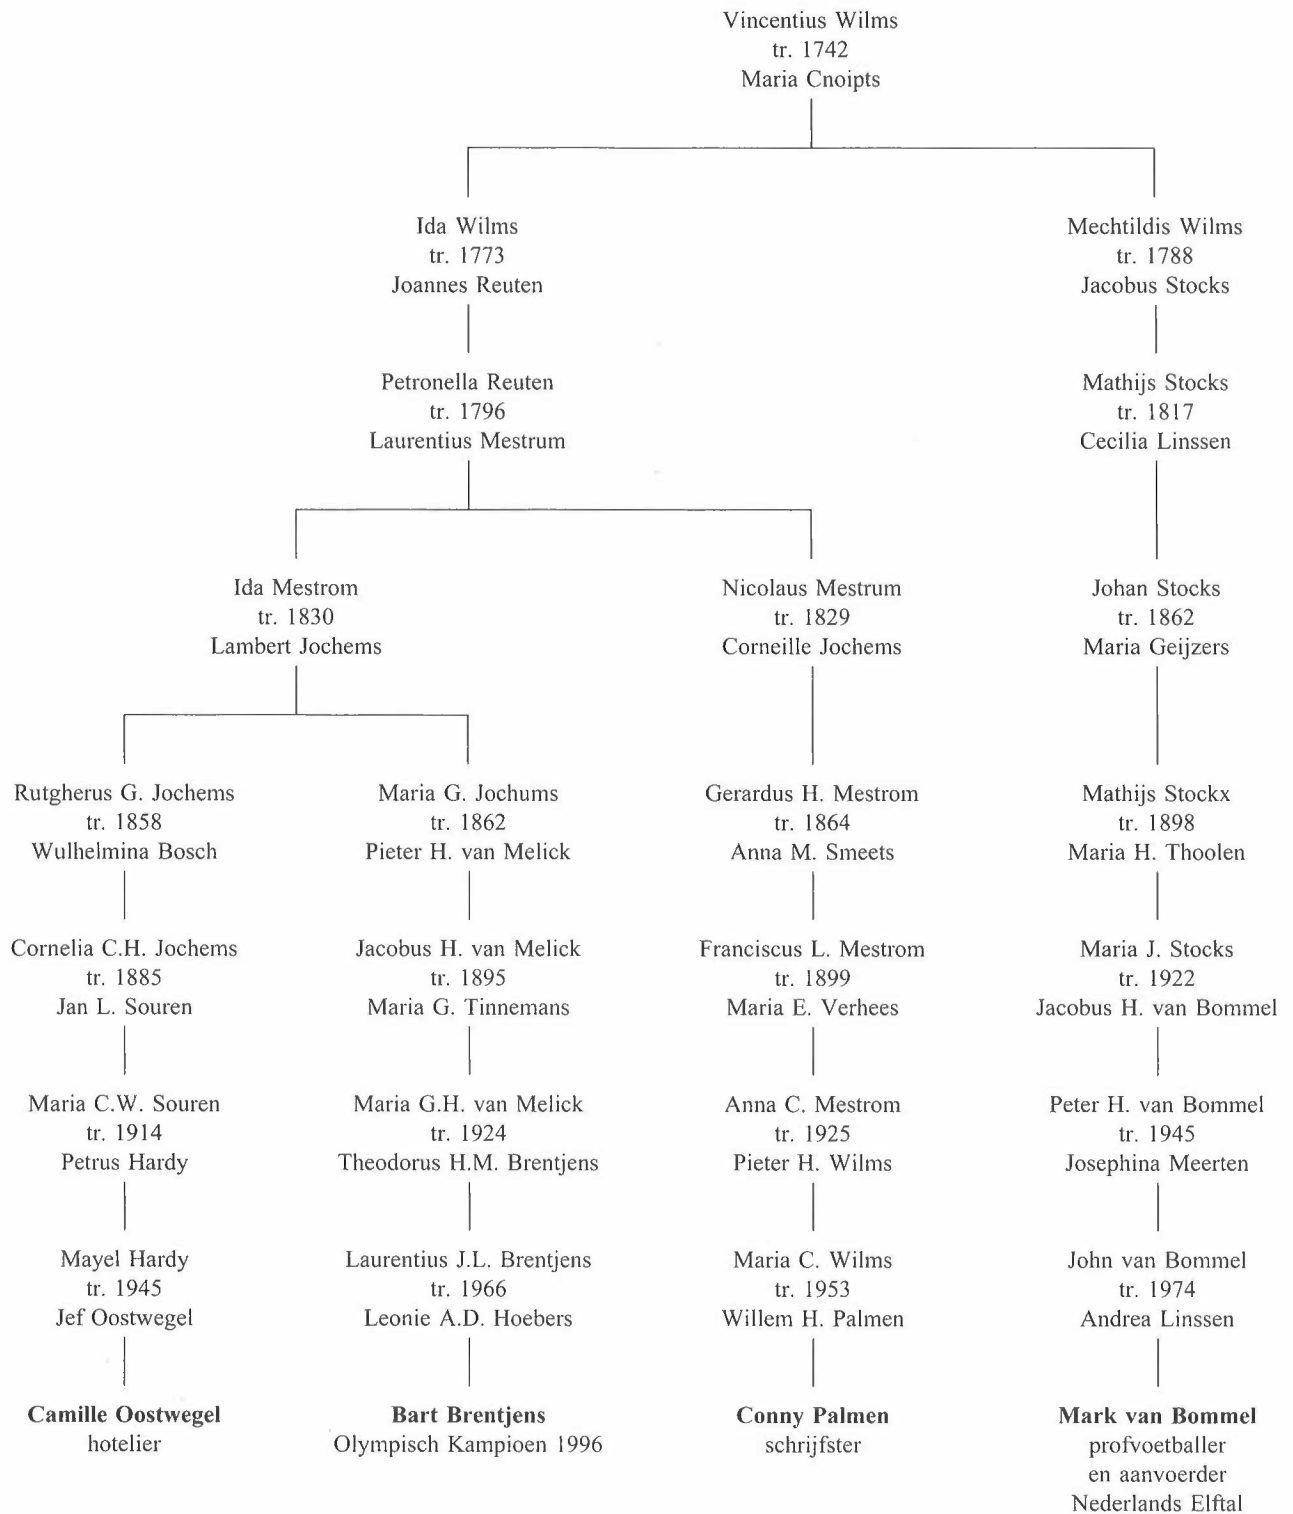 Vincentius Wilms
tr. 1742
Maria Cnoipts
Ida Wilms
tr. 1773
Joannes Reuten
Mechtildis Wilms
tr. 1788
Jacobus Stocks
Petronella Reuten
tr. 1796
Laurentius Mestrum
Mathijs Stocks
tr. 1817
Cecilia Linssen
Ida Mestrom
tr. 1830
Lambert Jochems
Nicolaus Mestrum
tr. 1829
Corneille Jochems
Johan Stocks
tr. 1862
Maria Geijzers
Rutgherus G. Jochems
tr. 1858
Wulhelmina Bosch
Maria G. Jochums
tr. 1862
Pieter H. van Melick
Gerardus H. Mestrom
tr. 1864
Anna M. Smeets
Mathijs Stockx
tr. 1898
Maria H. Thoolen
Cornelia C.H. Jochems
tr. 1885
Jan L. Souren
Jacobus H. van Melick
tr. 1895
Maria G. Tinnemans
Franciscus L. Mestrom
tr. 1899
Maria E. Verhees
Maria J. Stocks
tr. 1922
Jacobus H. van Bommel
Maria C.W. Souren
tr. 1914
Petrus Hardy
Maria G.H. van Melick
tr. 1924
Theodorus H.M. Brentjens
Anna C. Mestrom
tr. 1925
Pieter H. Wilms
Peter H. van Bommel
tr. 1945
Josephina Meerten
Mayel Hardy
tr. 1945
Jef Oostwegel
Laurentius J.L. Brentjens
tr. 1966
Leonie A.D. Hoebers
Maria C. Wilms
tr. 1953
Willem H. Palmen
John van Bommel
tr. 1974
Andrea Linssen
Camille Oostwegel
hotelier
Bart Brentjens
Olympisch Kampioen 1996
Conny Palmen
schrijfster
Mark van Bommel
profvoetballer
en aanvoerder
Nederlands Elftal